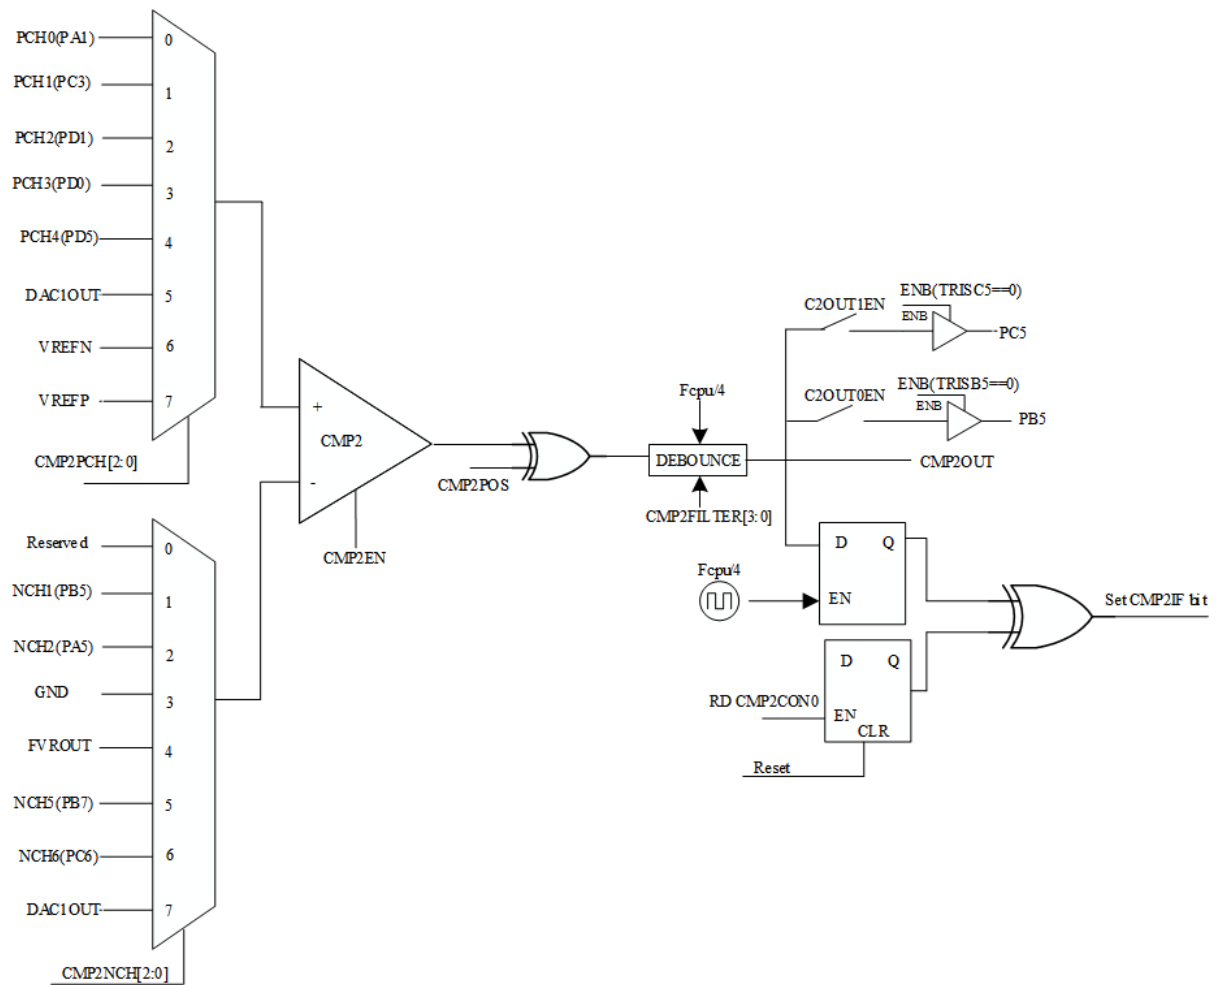 PCH0(PA1)
0
PCH1(PC3)
1
PCH2(PD1)
2
PCH3(PD0)
3
PCH4(PD5)
4
DAC1OUT
5
VREFN
6
VREFP
7
CMP2PCH[2:0]
+
CMP2
-
CMP2EN
CMP2POS
Fcpu/4
DEBOUNCE
CMP2FILTER[3:0]
C2OUT1EN
ENB(TRISC5==0)
ENB
PC5
C2OUT0EN
ENB(TRISB5==0)
ENB
PB5
CMP2OUT
Reserved
0
NCH1(PB5)
1
NCH2(PA5)
2
GND
3
FVROUT
4
NCH5(PB7)
5
NCH6(PC6)
6
DAC1OUT
7
CMP2NCH[2:0]
Fcpu/4
D Q
EN
Set CMP2IF bit
D Q
RD CMP2CON0
EN
CLR
Reset